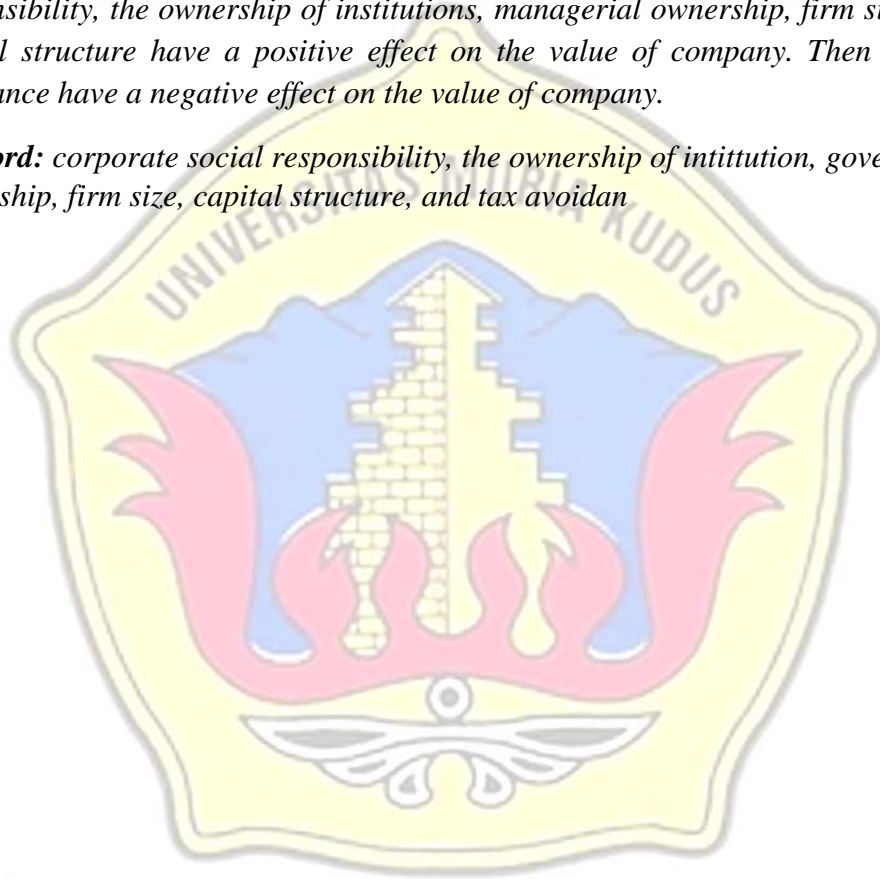 nsibility, the ownership of institutions, managerial ownership, firm si
l structure have a positive effect on the value of company. Then
ance have a negative effect on the value of company.
ord: corporate social responsibility, the ownership of intittution, gove
ship, firm size, capital structure, and tax avoidan
UNIVERSITAS MURIA KUDUS